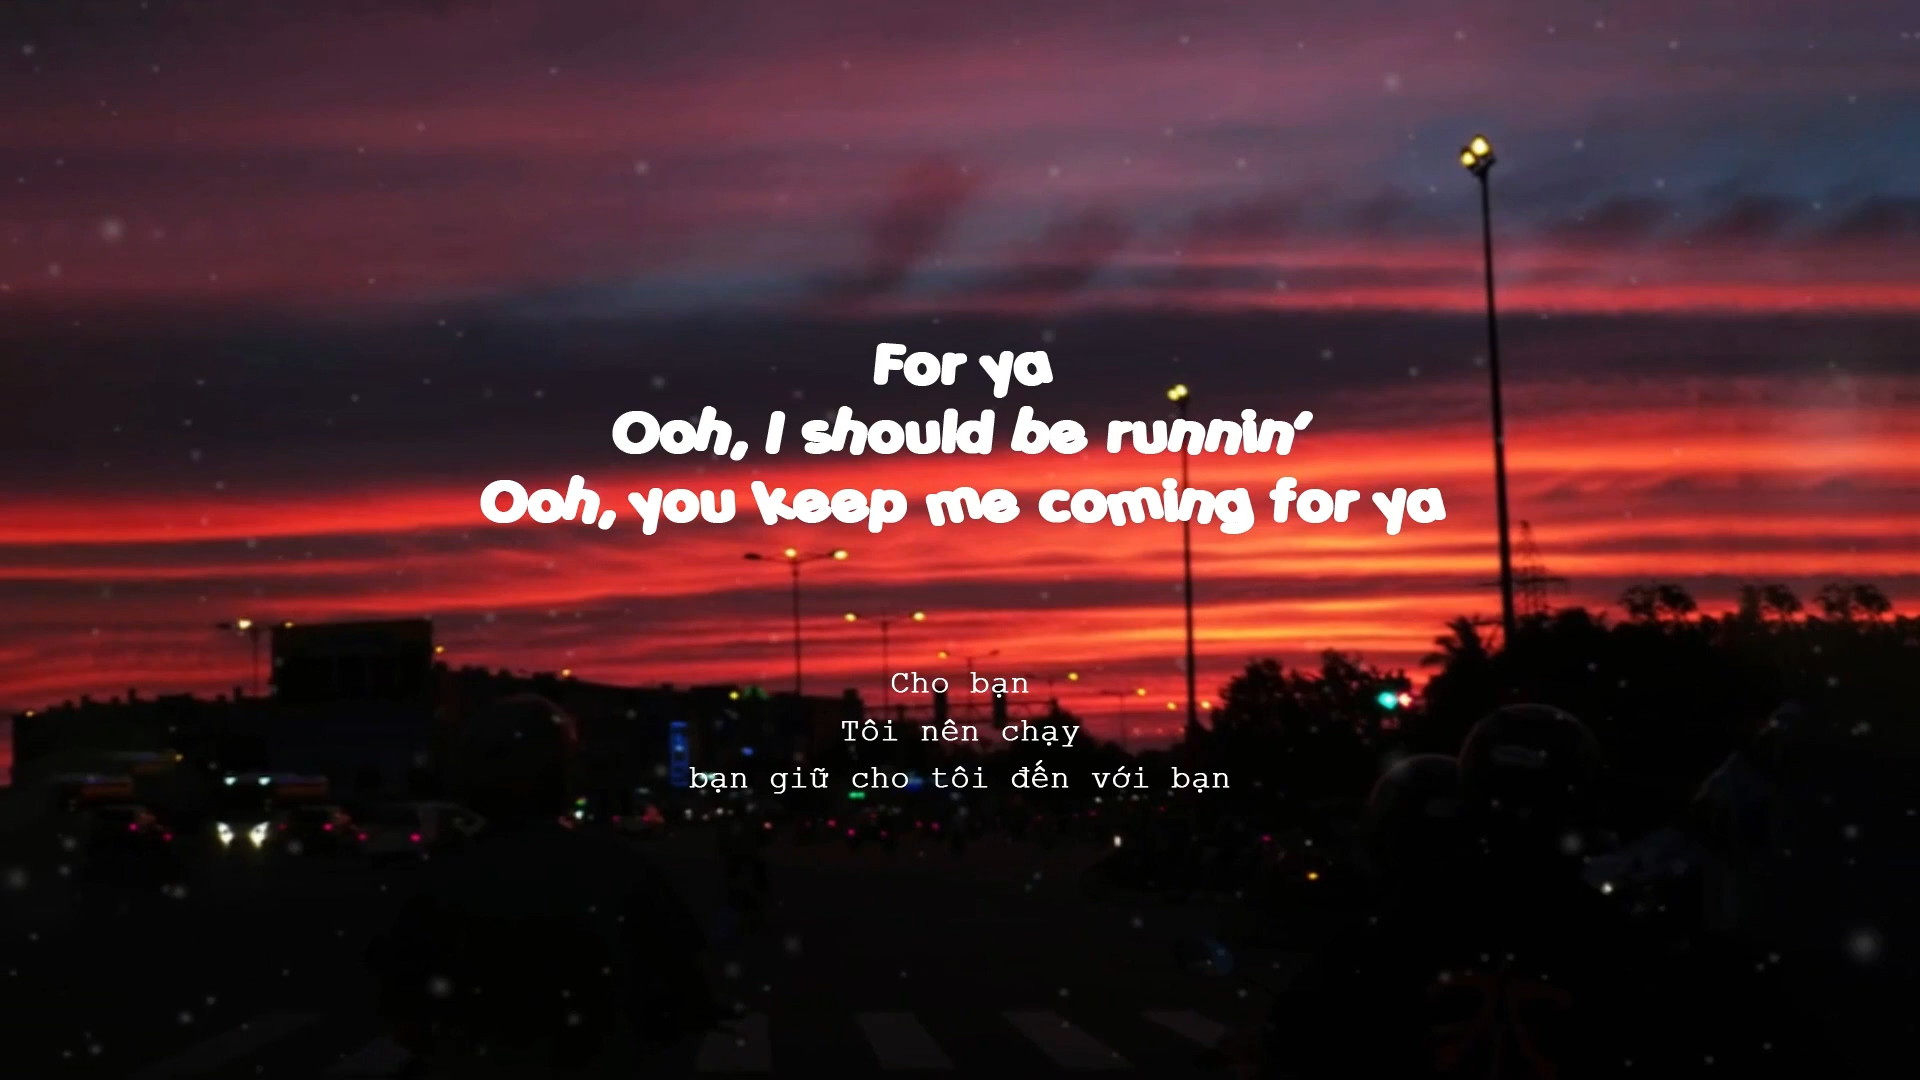 For ya
Ooh, I should be runnin'
Ooh, you keep me coming for ya
Cho bạn
Tôi nên chạy
bạn giữ cho tôi đến với bạn